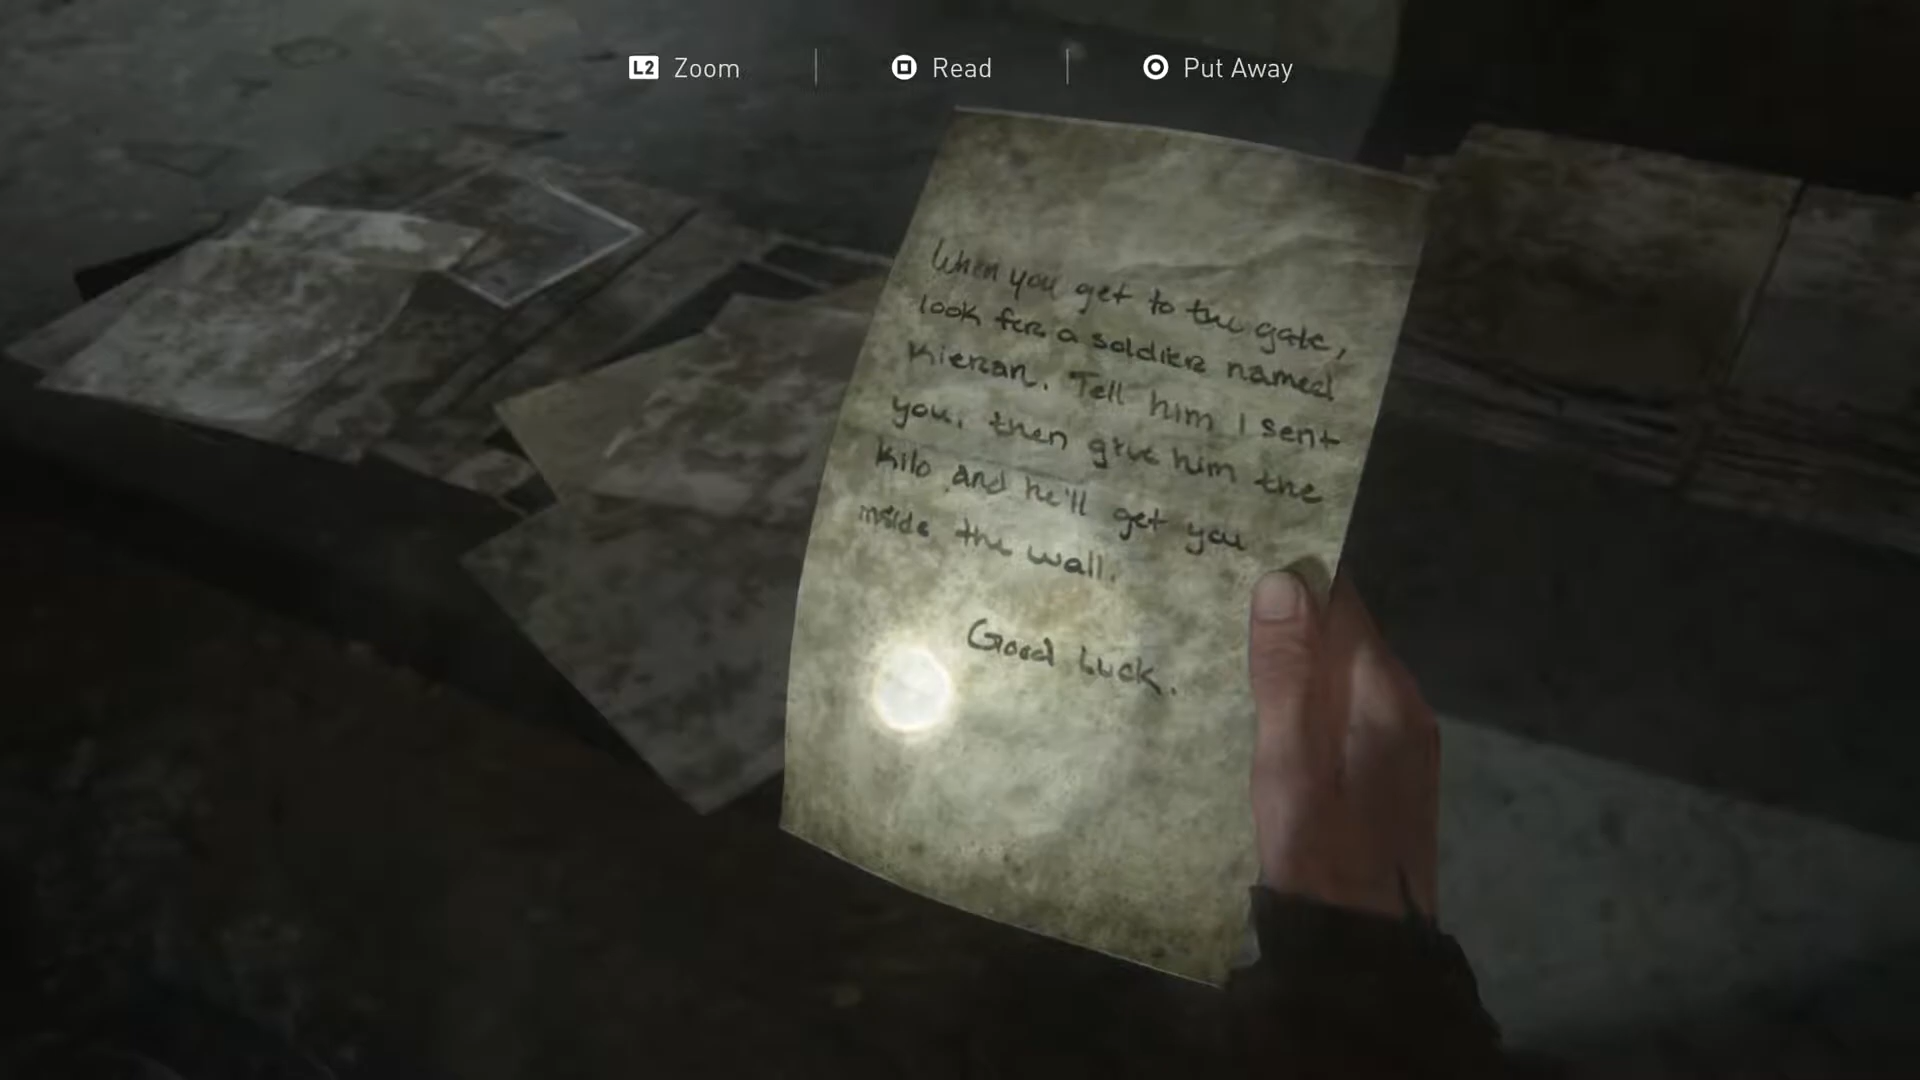 L2 Zoom Read Put Away
When you get to the gate,
look for a soldier named
Kieran. Tell him I sent
you, then give him the
kilo and he'll get you
inside the wall.
Good Luck.